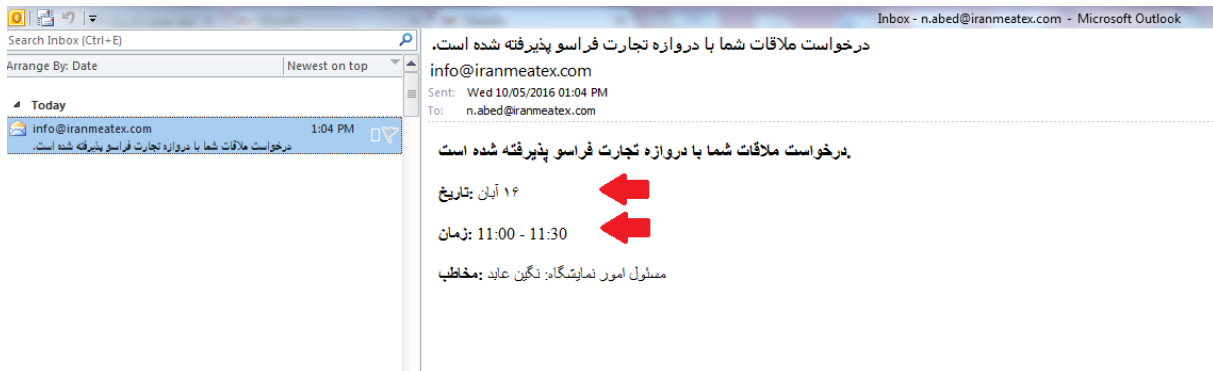 Inbox - n.abed@iranmeatex.com - Microsoft Outlook
Search Inbox (Ctrl+E)
Arrange By: Date Newest on top
Today
info@iranmeatex.com 1:04 PM
درخواست ملاقات شما با دروازه تجارت فراسو پذیرفته شده است.
درخواست ملاقات شما با دروازه تجارت فراسو پذیرفته شده است.
info@iranmeatex.com
Sent: Wed 10/05/2016 01:04 PM
To: n.abed@iranmeatex.com
.درخواست ملاقات شما با دروازه تجارت فراسو پذیرفته شده است
تاریخ: ۱۶ آبان
زمان: 11:00 - 11:30
مخاطب: مسئول امور نمایشگاه: نگین عابد